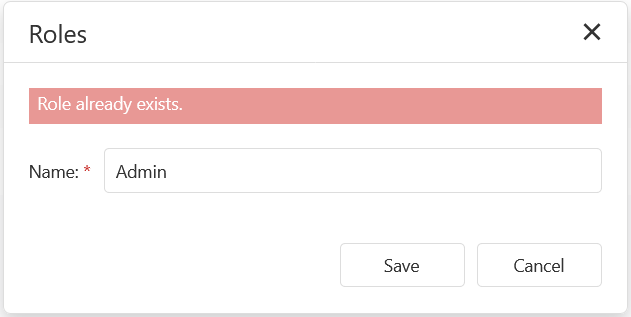 Roles
Role already exists.
Name: * Admin
Save Cancel